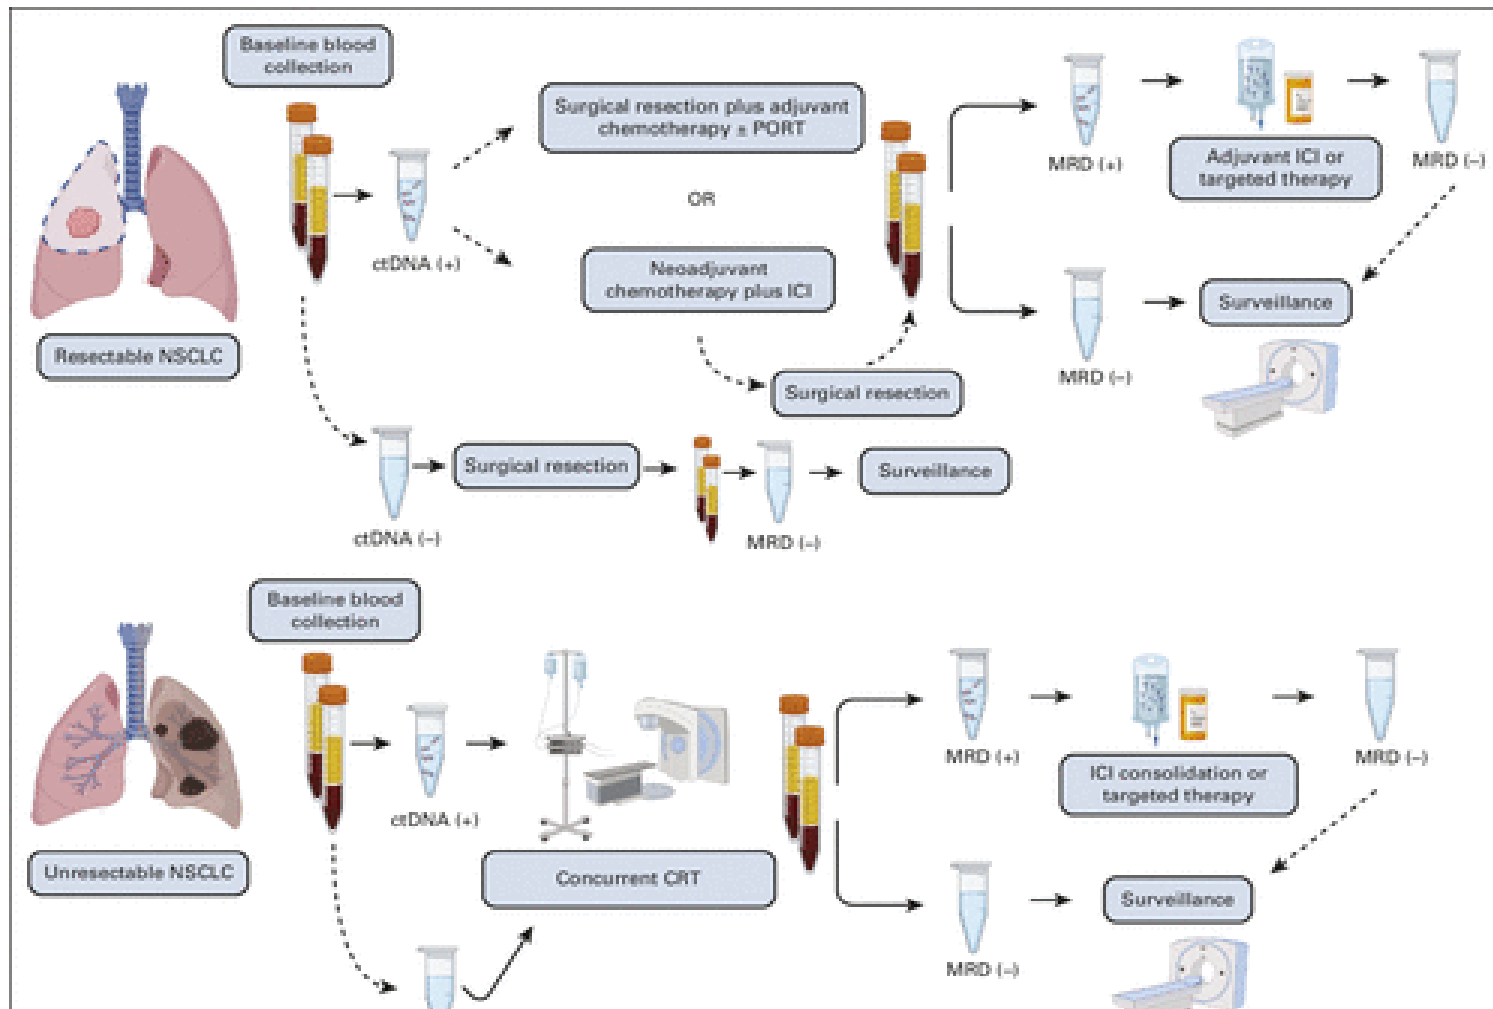 Baseline blood
collection
Surgical resection plus adjuvant
chemotherapy ± PORT
OR
Neoadjuvant
chemotherapy plus ICI
ctDNA (+)
MRD (+)
Adjuvant ICI or
targeted therapy
MRD (–)
Resectable NSCLC
Surgical resection
MRD (–)
Surveillance
ctDNA (–)
Surgical resection
MRD (–)
Surveillance
Baseline blood
collection
ctDNA (+)
Concurrent CRT
Unresectable NSCLC
MRD (+)
ICI consolidation or
targeted therapy
MRD (–)
MRD (–)
Surveillance